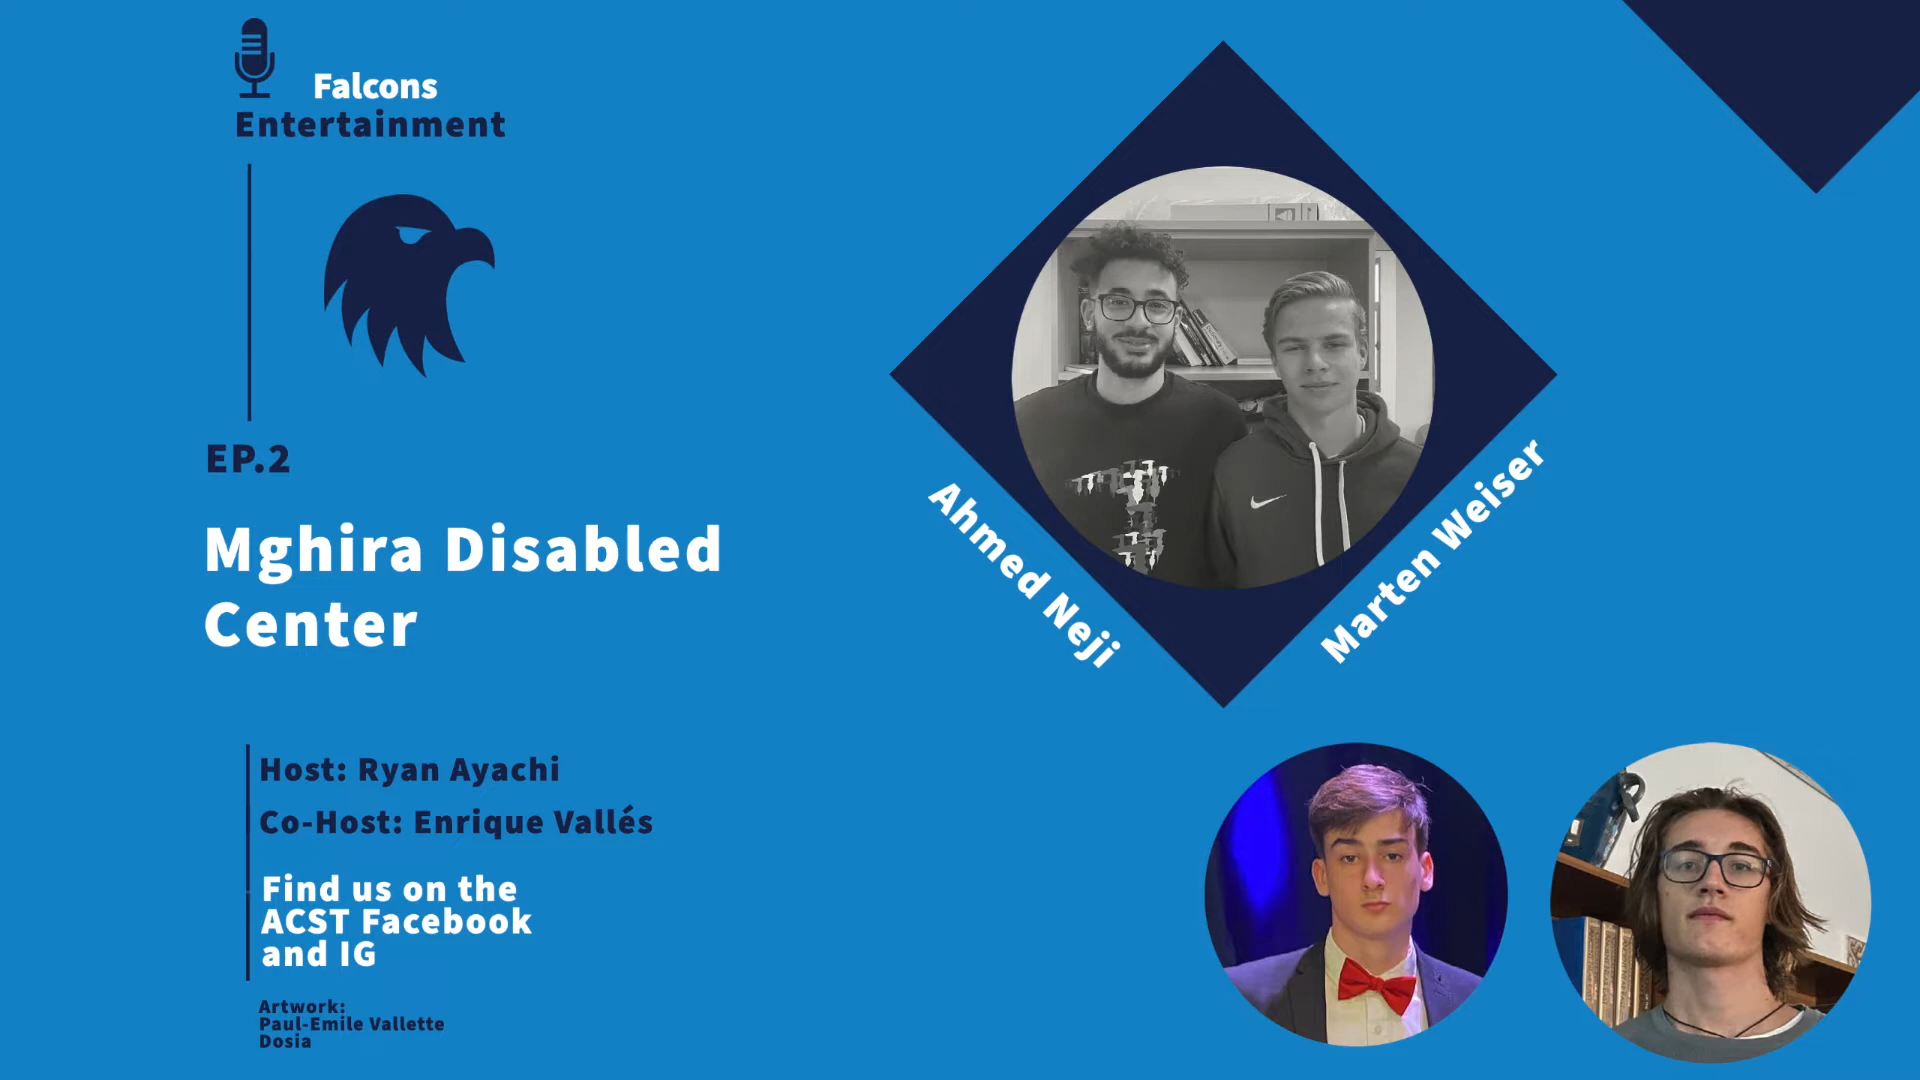 Falcons
Entertainment
EP.2
Mghira Disabled
Center
Ahmed Neji
Marten Weiser
Host: Ryan Ayachi
Co-Host: Enrique Vallés
Find us on the
ACST Facebook
and IG
Artwork:
Paul-Emile Vallette
Dosia